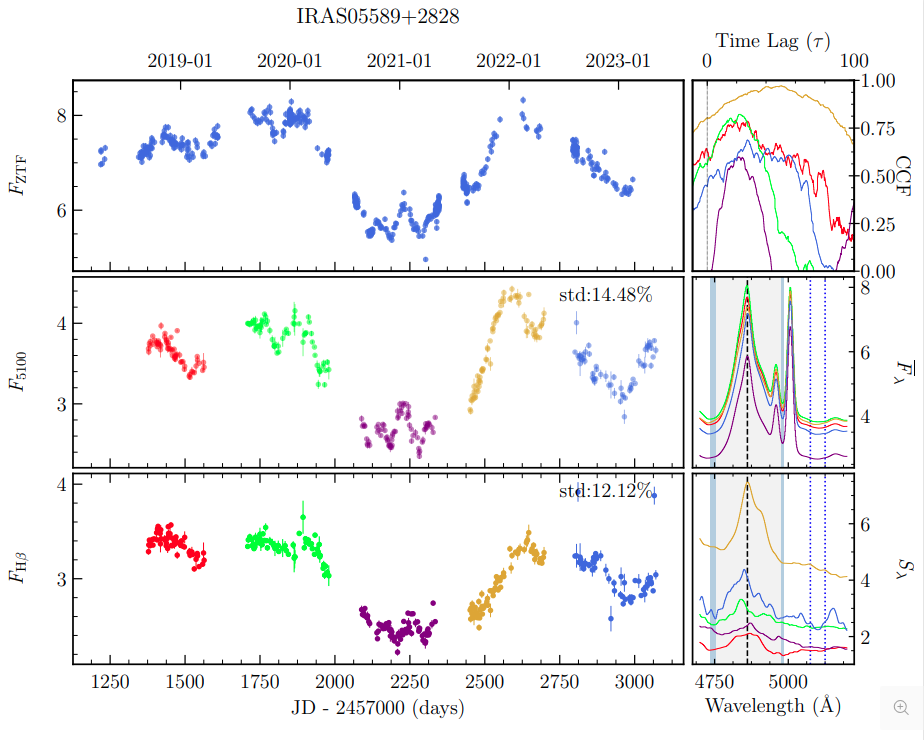 IRAS05589+2828
Time Lag (τ)
2019-01 2020-01 2021-01 2022-01 2023-01 0 100
8
6
F_ZTF
1.00
0.75
0.50
0.25
0.00
CCF
std:14.48%
4
3
F_5100
8
6
4
F̅_λ
std:12.12%
4
3
F_Hβ
6
4
2
S_λ
1250 1500 1750 2000 2250 2500 2750 3000 4750 5000
JD - 2457000 (days) Wavelength (Å)